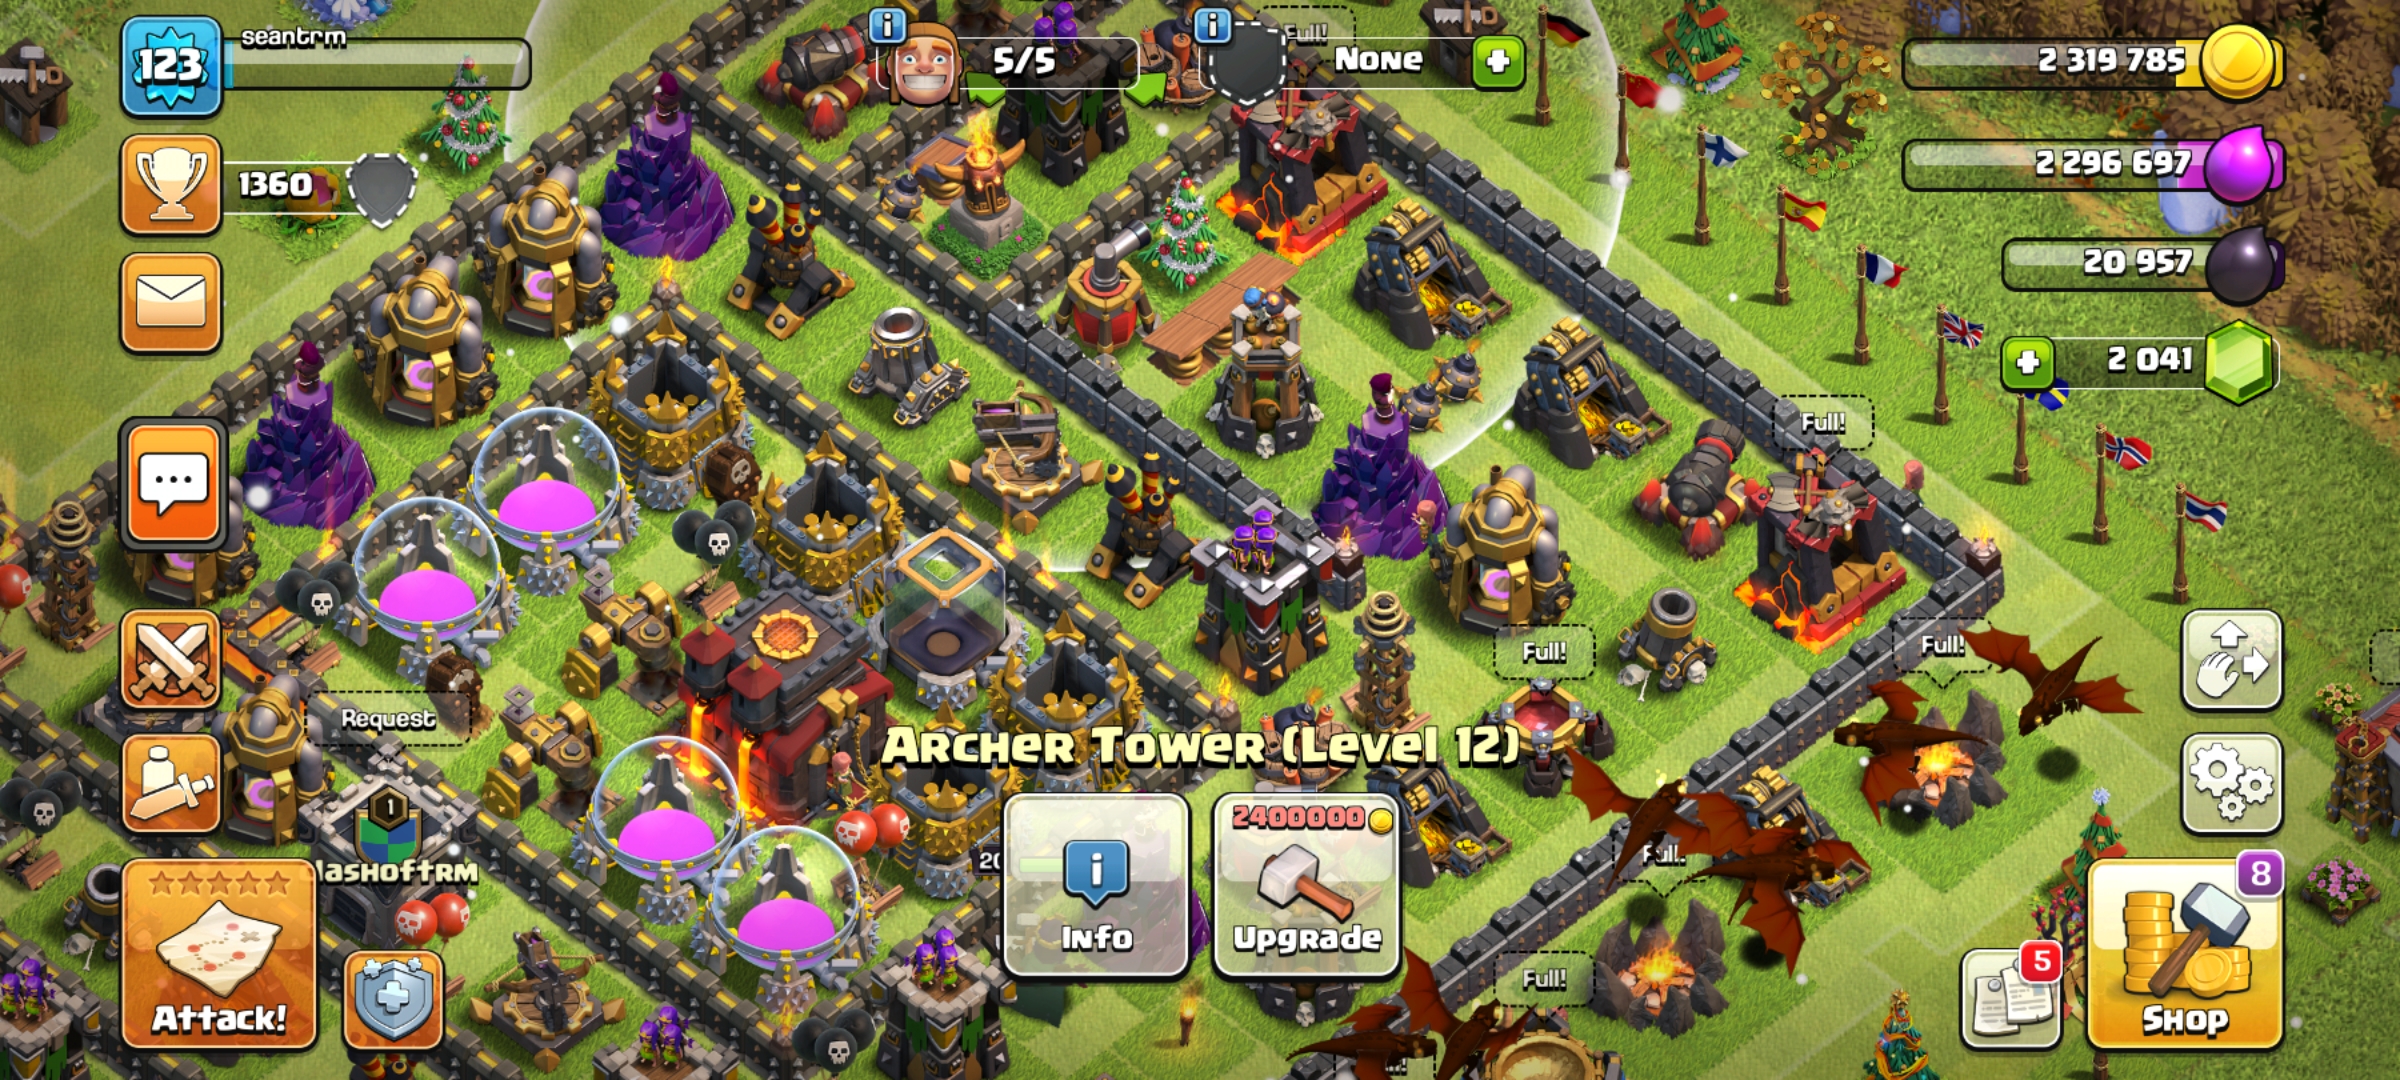 123
seantrm
5/5
None
Full!
2 319 785
1360
2 296 697
20 957
2 041
Full!
Full!
Full!
Request
1
Archer Tower (Level 12)
2400000
Info
Upgrade
lashoftrm
Full!
Attack!
5
8
Shop